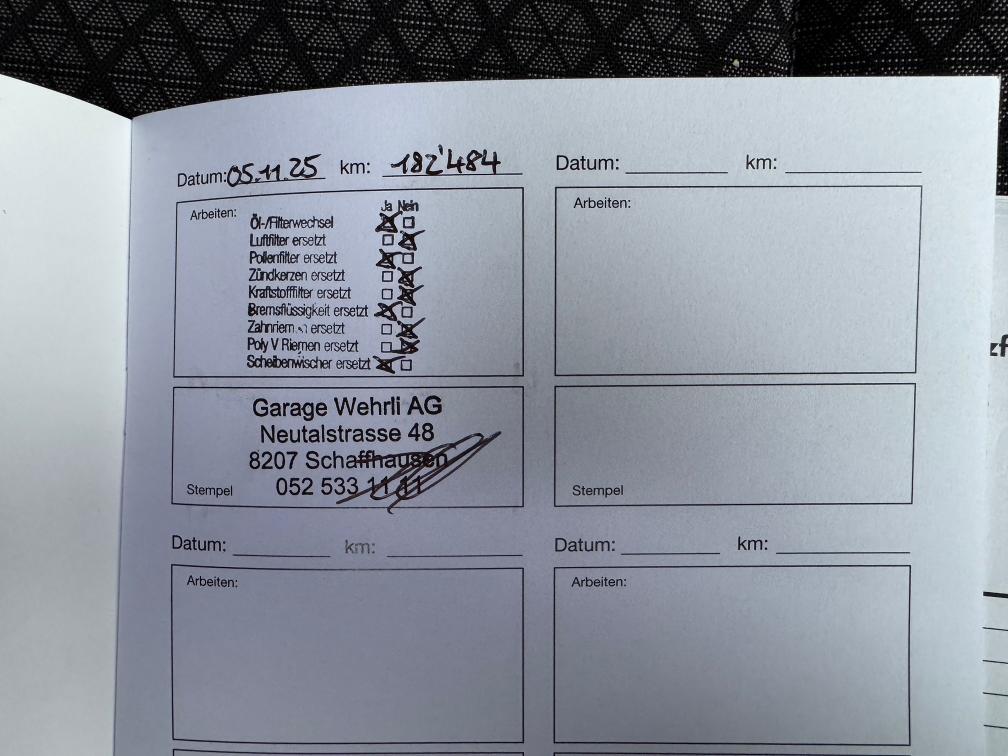 Datum: 05.11.25 km: 182'484
Arbeiten:
Ja Nein
Öl-/Filterwechsel
Luftfilter ersetzt
Pollenfilter ersetzt
Zündkerzen ersetzt
Kraftstofffilter ersetzt
Bremsflüssigkeit ersetzt
ersetzt
Poly V Riemen ersetzt
Scheibenwischer ersetzt
Garage Wehrli AG
Neutalstrasse 48
8207 Schaffhausen
052 533 11 11
Stempel
Datum: km:
Arbeiten:
Stempel
Datum: km:
Arbeiten:
Datum: km:
Arbeiten: